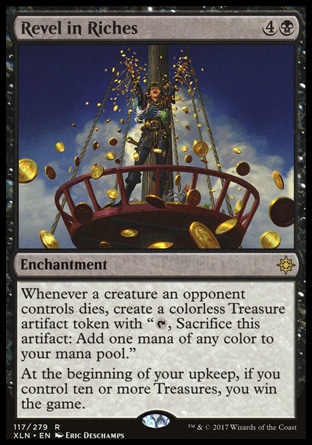 Revel in Riches 4
Enchantment
Whenever a creature an opponent
controls dies, create a colorless Treasure
artifact token with “, Sacrifice this
artifact: Add one mana of any color to
your mana pool.”
At the beginning of your upkeep, if you
control ten or more Treasures, you win
the game.
117/279 R
XLN • EN Eric Deschamps ™ & © 2017 Wizards of the Coast